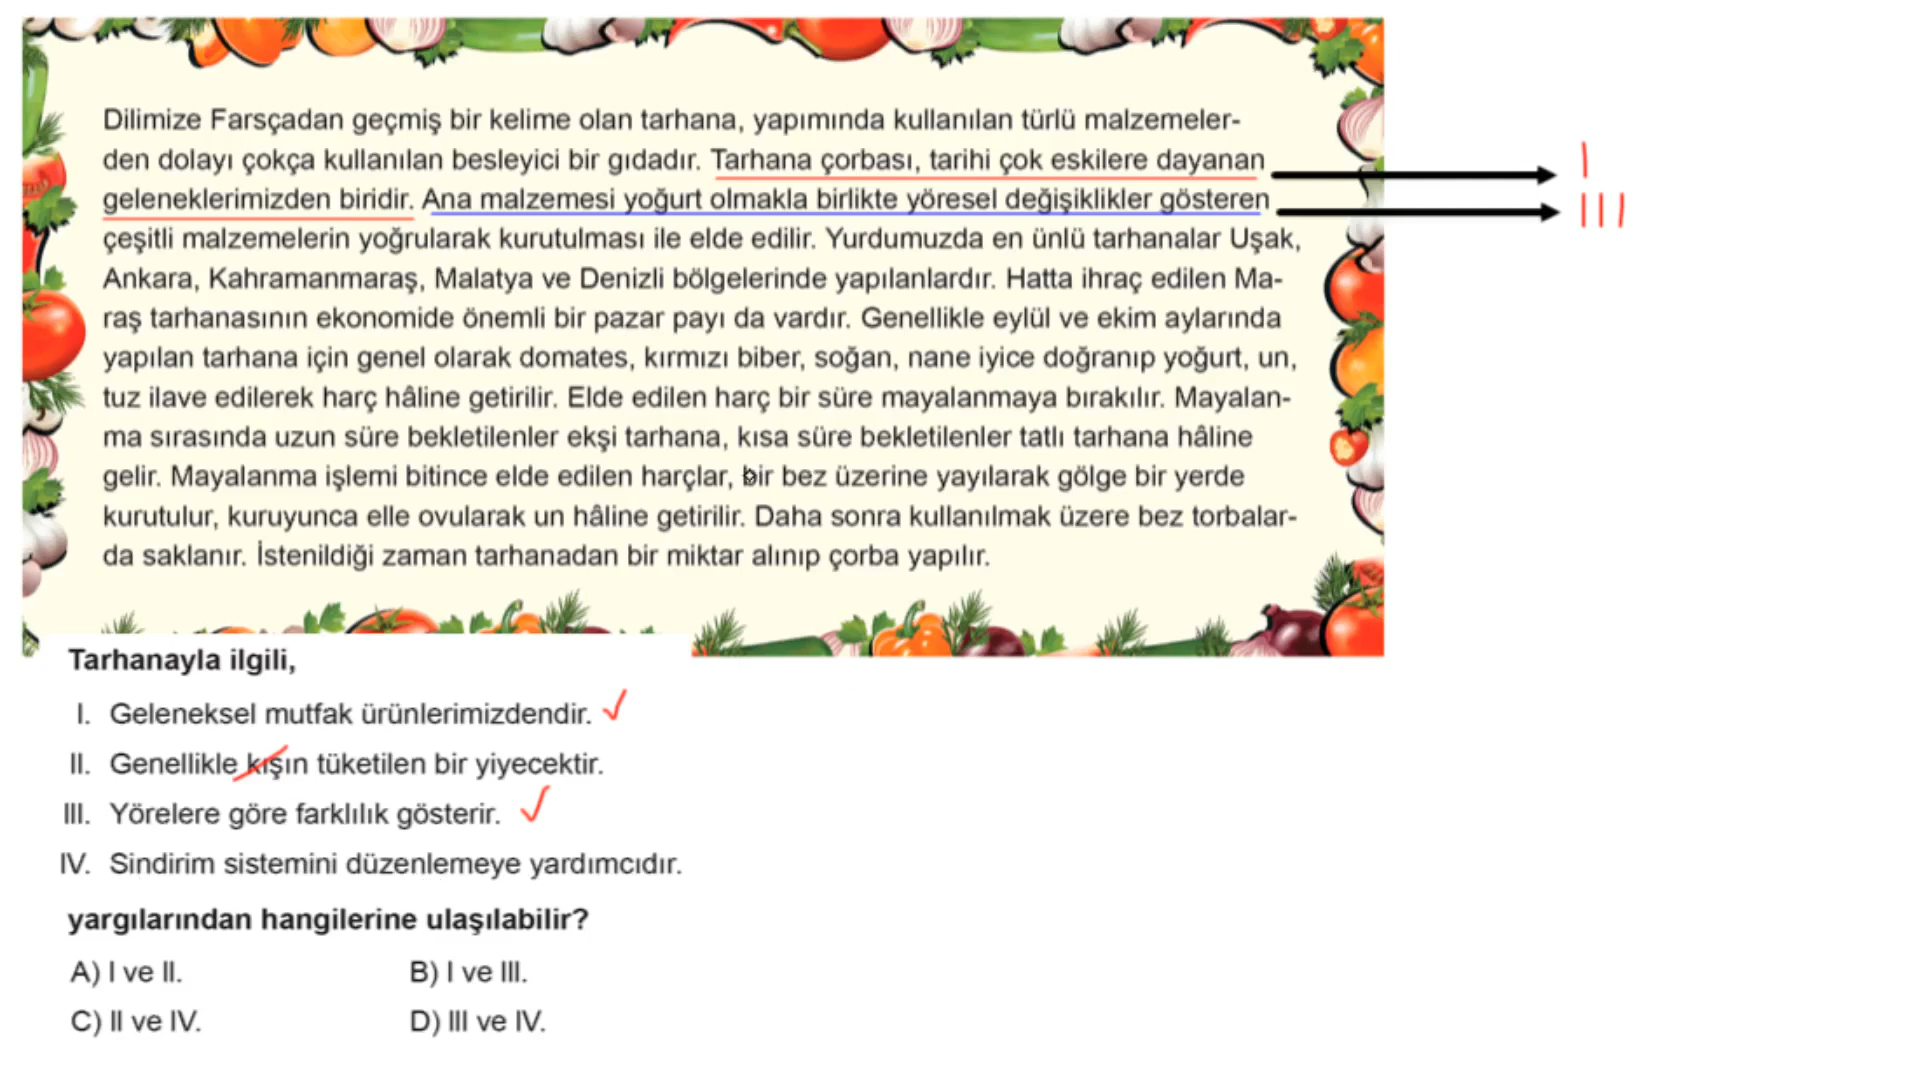 Dilimize Farsçadan geçmiş bir kelime olan tarhana, yapımında kullanılan türlü malzemeler-
den dolayı çokça kullanılan besleyici bir gıdadır. Tarhana çorbası, tarihi çok eskilere dayanan
I
geleneklerimizden biridir. Ana malzemesi yoğurt olmakla birlikte yöresel değişiklikler gösteren
III
çeşitli malzemelerin yoğrularak kurutulması ile elde edilir. Yurdumuzda en ünlü tarhanalar Uşak,
Ankara, Kahramanmaraş, Malatya ve Denizli bölgelerinde yapılanlardır. Hatta ihraç edilen Ma-
raş tarhanasının ekonomide önemli bir pazar payı da vardır. Genellikle eylül ve ekim aylarında
yapılan tarhana için genel olarak domates, kırmızı biber, soğan, nane iyice doğranıp yoğurt, un,
tuz ilave edilerek harç hâline getirilir. Elde edilen harç bir süre mayalanmaya bırakılır. Mayalan-
ma sırasında uzun süre bekletilenler ekşi tarhana, kısa süre bekletilenler tatlı tarhana hâline
gelir. Mayalanma işlemi bitince elde edilen harçlar, bir bez üzerine yayılarak gölge bir yerde
kurutulur, kuruyunca elle ovularak un hâline getirilir. Daha sonra kullanılmak üzere bez torbalar-
da saklanır. İstenildiği zaman tarhanadan bir miktar alınıp çorba yapılır.
Tarhanayla ilgili,
I. Geleneksel mutfak ürünlerimizdendir.
II. Genellikle kışın tüketilen bir yiyecektir.
III. Yörelere göre farklılık gösterir.
IV. Sindirim sistemini düzenlemeye yardımcıdır.
yargılarından hangilerine ulaşılabilir?
A) I ve II. B) I ve III.
C) II ve IV. D) III ve IV.